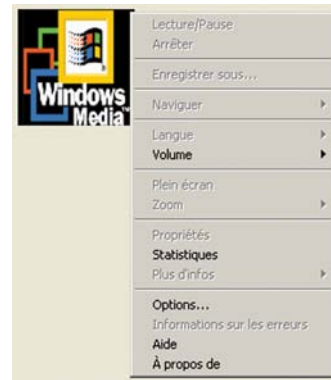 Windows
Media™
Lecture/Pause
Arrêter
Enregistrer sous...
Naviguer
Langue
Volume
Plein écran
Zoom
Propriétés
Statistiques
Plus d'infos
Options...
Informations sur les erreurs
Aide
À propos de